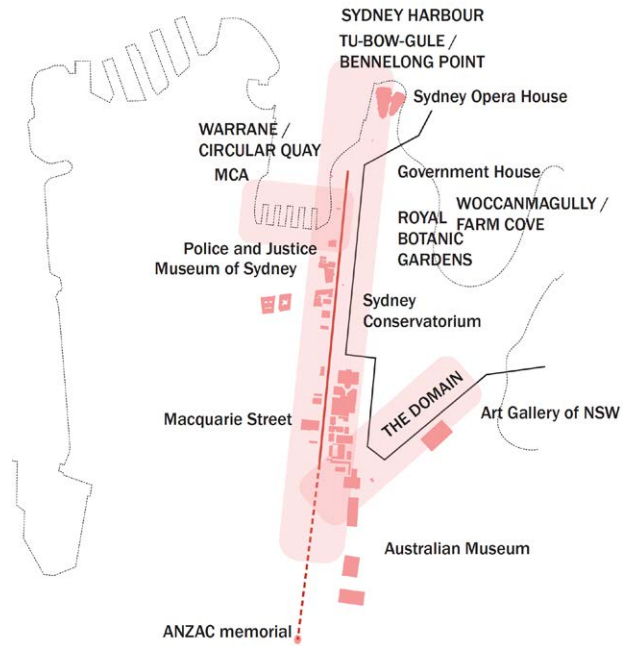 SYDNEY HARBOUR
TU-BOW-GULE /
BENNELONG POINT
Sydney Opera House
WARRANE /
CIRCULAR QUAY
MCA
Government House
WOCCANMAGULLY /
FARM COVE
ROYAL
BOTANIC
GARDENS
Police and Justice
Museum of Sydney
Sydney
Conservatorium
THE DOMAIN
Macquarie Street
Art Gallery of NSW
Australian Museum
ANZAC memorial